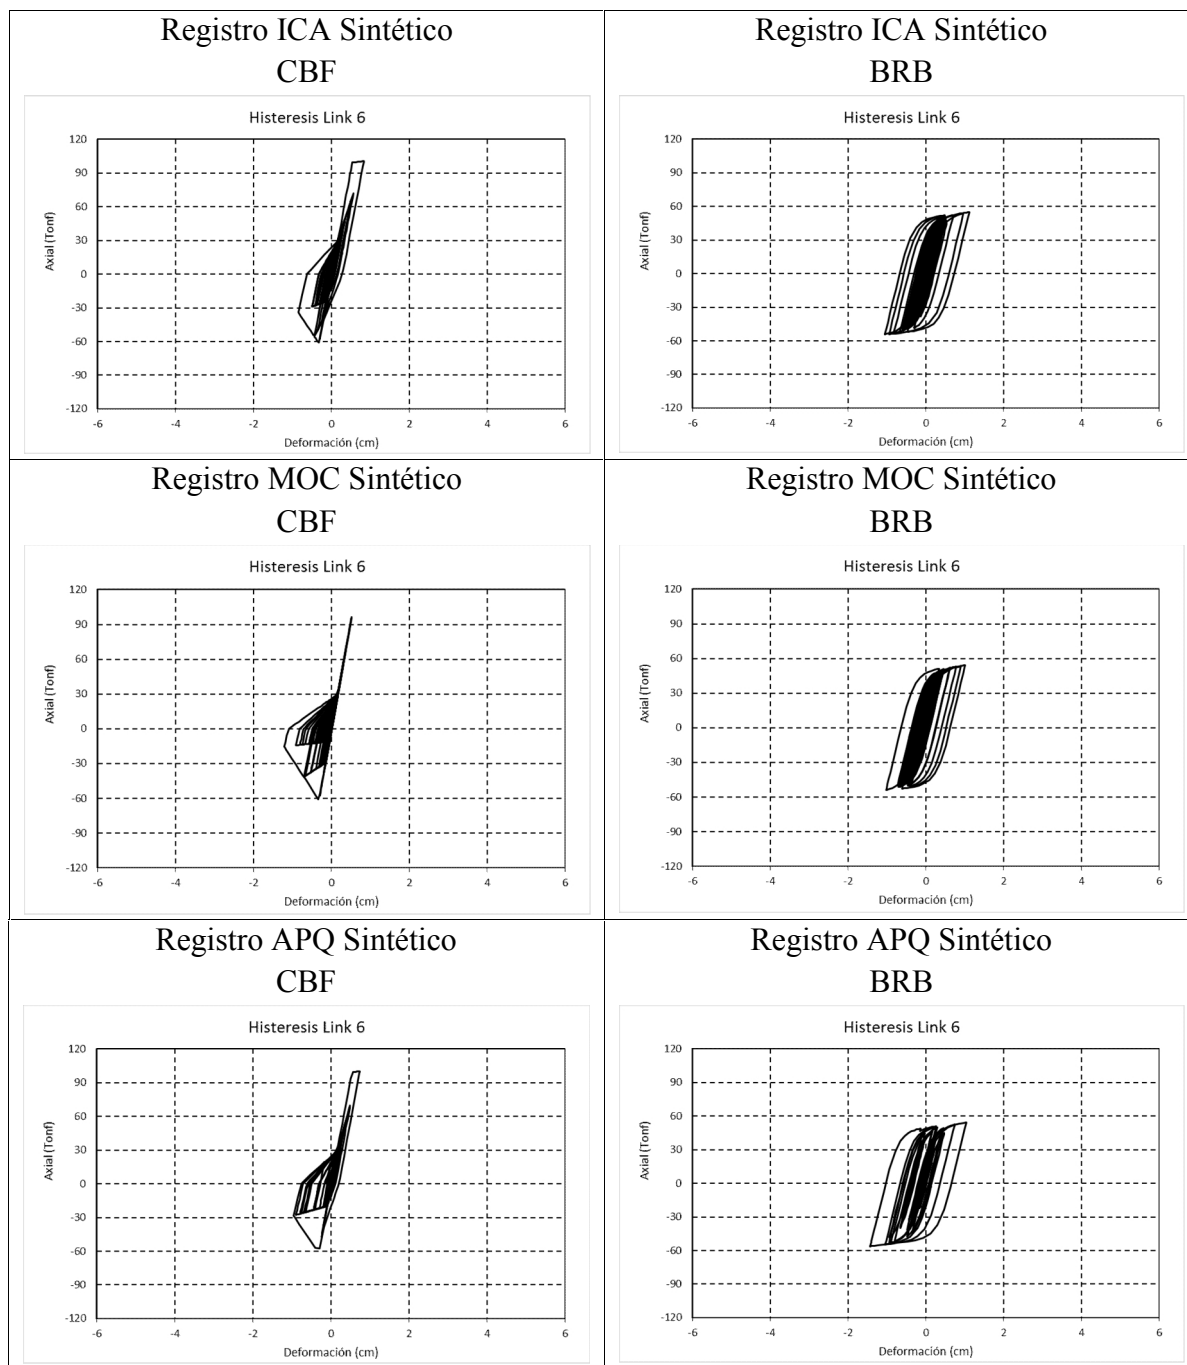 Registro ICA Sintético
CBF
Histeresis Link 6
120
90
60
30
0
-30
-60
-90
-120
Axial (Tonf)
-6 -4 -2 0 2 4 6
Deformación (cm)
Registro ICA Sintético
BRB
Histeresis Link 6
120
90
60
30
0
-30
-60
-90
-120
Axial (Tonf)
-6 -4 -2 0 2 4 6
Deformación (cm)
Registro MOC Sintético
CBF
Histeresis Link 6
120
90
60
30
0
-30
-60
-90
-120
Axial (Tonf)
-6 -4 -2 0 2 4 6
Deformación (cm)
Registro MOC Sintético
BRB
Histeresis Link 6
120
90
60
30
0
-30
-60
-90
-120
Axial (Tonf)
-6 -4 -2 0 2 4 6
Deformación (cm)
Registro APQ Sintético
CBF
Histeresis Link 6
120
90
60
30
0
-30
-60
-90
-120
Axial (Tonf)
-6 -4 -2 0 2 4 6
Deformación (cm)
Registro APQ Sintético
BRB
Histeresis Link 6
120
90
60
30
0
-30
-60
-90
-120
Axial (Tonf)
-6 -4 -2 0 2 4 6
Deformación (cm)